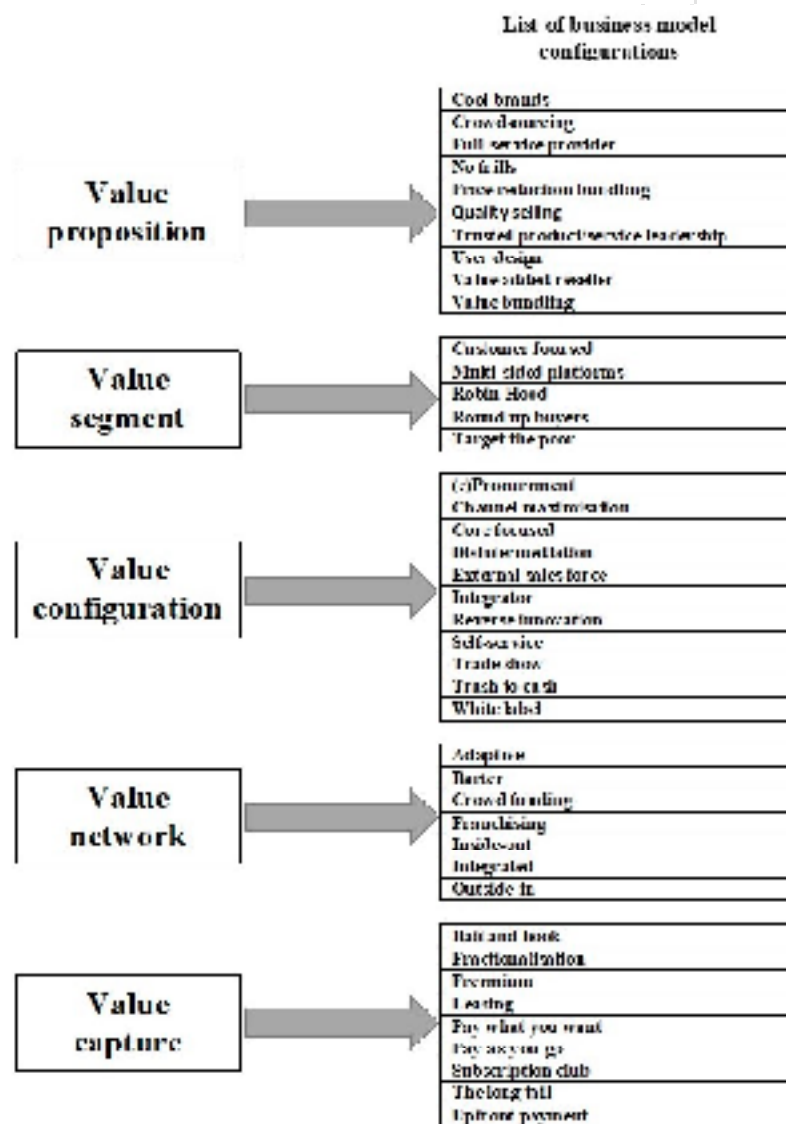 List of business model
configurations
Value
proposition
Cool brands
Crowdsourcing
Full service provider
No frills
Price reduction bundling
Quality selling
Trusted product/service leadership
User design
Value added reseller
Value bundling
Value
segment
Customer focused
Multi sided platforms
Robin Hood
Round up buyers
Target the poor
Value
configuration
(e)Procurement
Channel maximisation
Core focused
Disintermediation
External sales force
Integrator
Reverse innovation
Self-service
Trade show
Trash to cash
White label
Value
network
Adaptive
Barter
Crowd funding
Franchising
Inside-out
Integrated
Outside-in
Value
capture
Bait and hook
Fractionalisation
Freemium
Leasing
Pay what you want
Pay as you go
Subscription club
The long tail
Upfront payment